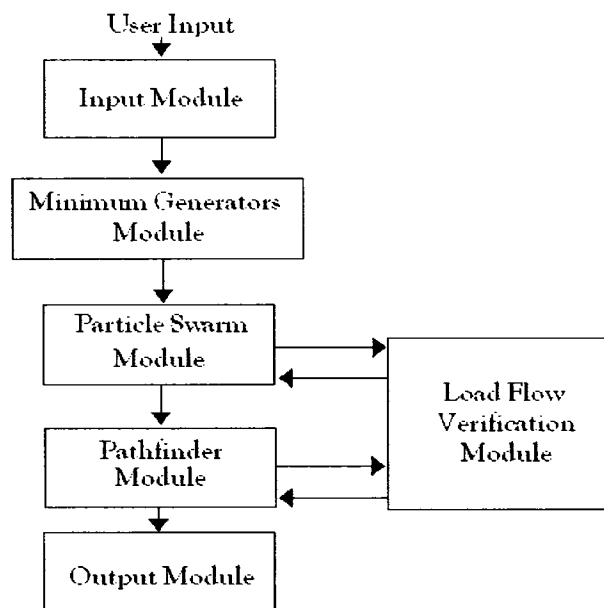 User Input
Input Module
Minimum Generators
Module
Particle Swarm
Module
Load Flow
Verification
Module
Pathfinder
Module
Output Module